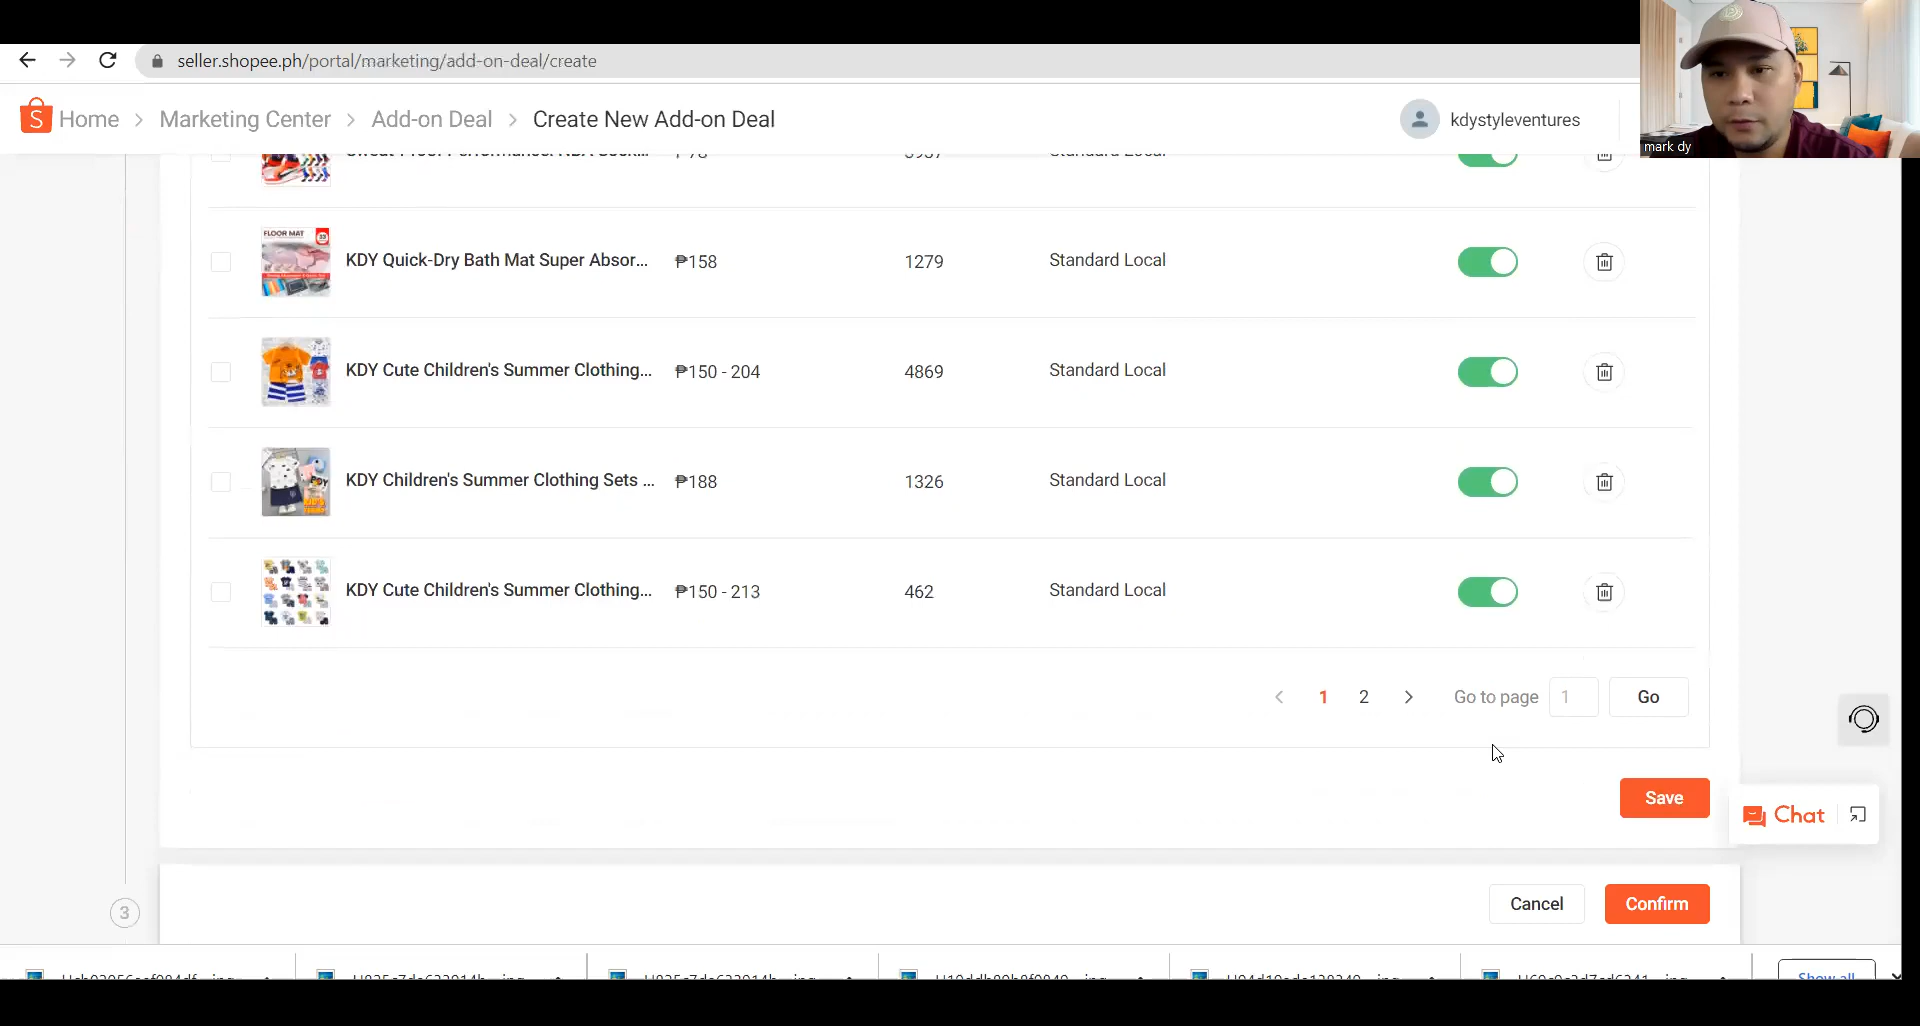 seller.shopee.ph/portal/marketing/add-on-deal/create
Home > Marketing Center > Add-on Deal > Create New Add-on Deal
kdystyleventures
mark dy
FLOOR MAT
KDY Quick-Dry Bath Mat Super Absor... ₱158 1279 Standard Local
KDY Cute Children's Summer Clothing... ₱150 - 204 4869 Standard Local
KDY Children's Summer Clothing Sets ... ₱188 1326 Standard Local
KDY Cute Children's Summer Clothing... ₱150 - 213 462 Standard Local
< 1 2 > Go to page 1 Go
Save
Chat
3
Cancel Confirm
Show all